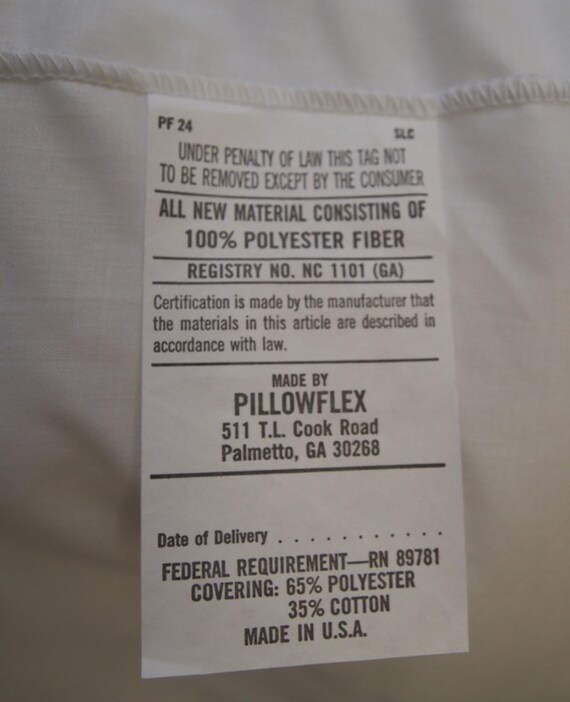 PF 24 SLC
UNDER PENALTY OF LAW THIS TAG NOT
TO BE REMOVED EXCEPT BY THE CONSUMER
ALL NEW MATERIAL CONSISTING OF
100% POLYESTER FIBER
REGISTRY NO. NC 1101 (GA)
Certification is made by the manufacturer that
the materials in this article are described in
accordance with law.
MADE BY
PILLOWFLEX
511 T.L. Cook Road
Palmetto, GA 30268
Date of Delivery . . . . . . . . . . . .
FEDERAL REQUIREMENT—RN 89781
COVERING: 65% POLYESTER
35% COTTON
MADE IN U.S.A.